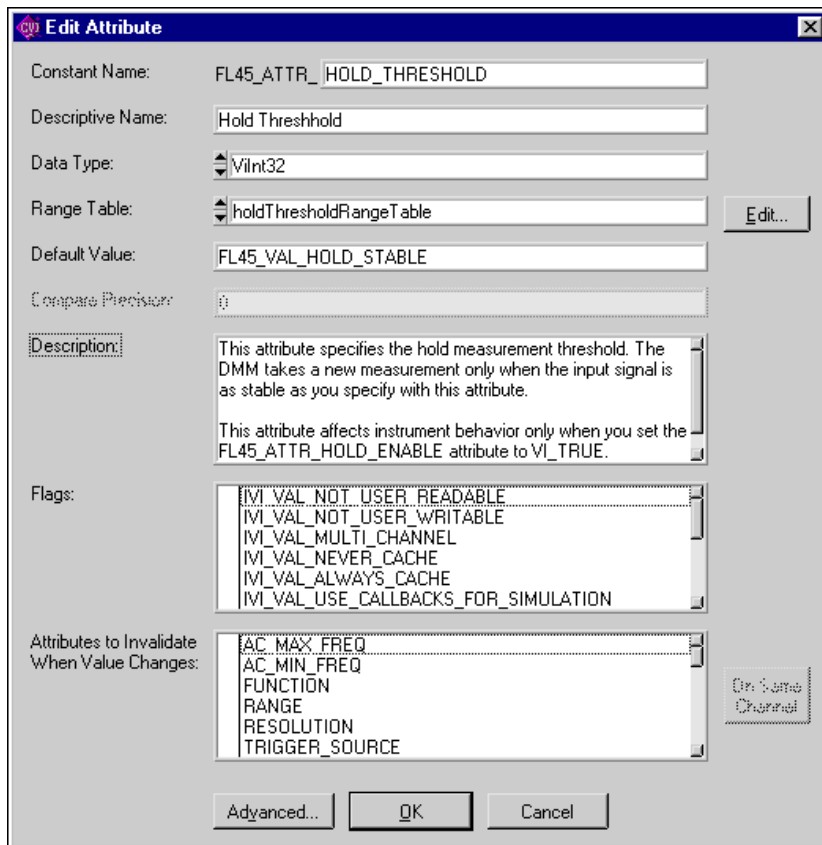 CVI Edit Attribute
Constant Name: FL45_ATTR_ HOLD_THRESHOLD
Descriptive Name: Hold Threshhold
Data Type: ViInt32
Range Table: holdThresholdRangeTable Edit...
Default Value: FL45_VAL_HOLD_STABLE
Compare Precision: 0
Description: This attribute specifies the hold measurement threshold. The
DMM takes a new measurement only when the input signal is
as stable as you specify with this attribute.
This attribute affects instrument behavior only when you set the
FL45_ATTR_HOLD_ENABLE attribute to VI_TRUE.
Flags: IVI_VAL_NOT_USER_READABLE
IVI_VAL_NOT_USER_WRITABLE
IVI_VAL_MULTI_CHANNEL
IVI_VAL_NEVER_CACHE
IVI_VAL_ALWAYS_CACHE
IVI_VAL_USE_CALLBACKS_FOR_SIMULATION
Attributes to Invalidate
When Value Changes:
AC_MAX_FREQ
AC_MIN_FREQ
FUNCTION
RANGE
RESOLUTION
TRIGGER_SOURCE
On Same
Channel
Advanced... OK Cancel